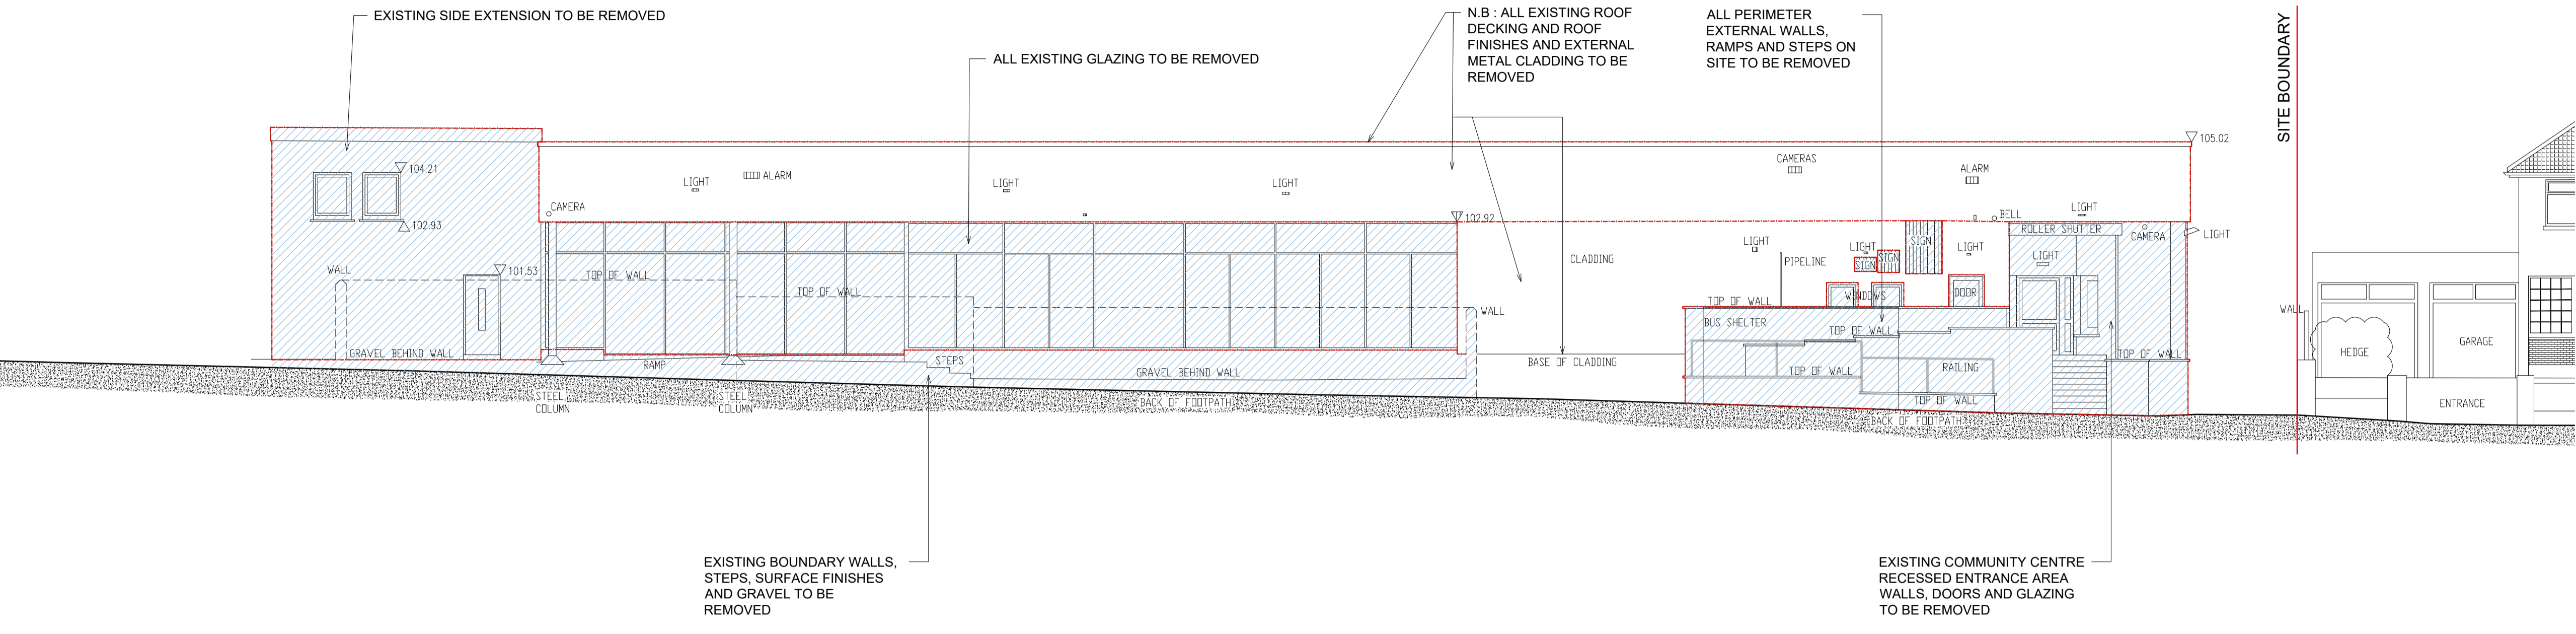 EXISTING SIDE EXTENSION TO BE REMOVED
ALL EXISTING GLAZING TO BE REMOVED
N.B : ALL EXISTING ROOF
DECKING AND ROOF
FINISHES AND EXTERNAL
METAL CLADDING TO BE
REMOVED
ALL PERIMETER
EXTERNAL WALLS,
RAMPS AND STEPS ON
SITE TO BE REMOVED
SITE BOUNDARY
105.02
104.21
102.93
101.53
102.92
CAMERA
LIGHT
ALARM
LIGHT
LIGHT
CAMERAS
ALARM
BELL
LIGHT
ROLLER SHUTTER
CAMERA
LIGHT
LIGHT
LIGHT
LIGHT
SIGN
SIGN
SIGN
LIGHT
PIPELINE
CLADDING
WALL
TOP OF WALL
TOP OF WALL
WALL
TOP OF WALL
WINDOWS
DOOR
BUS SHELTER
TOP OF WALL
TOP OF WALL
RAILING
TOP OF WALL
TOP OF WALL
GRAVEL BEHIND WALL
RAMP
STEPS
GRAVEL BEHIND WALL
BASE OF CLADDING
STEEL
COLUMN
STEEL
COLUMN
BACK OF FOOTPATH
BACK OF FOOTPATH
WALL
HEDGE
GARAGE
ENTRANCE
EXISTING BOUNDARY WALLS,
STEPS, SURFACE FINISHES
AND GRAVEL TO BE
REMOVED
EXISTING COMMUNITY CENTRE
RECESSED ENTRANCE AREA
WALLS, DOORS AND GLAZING
TO BE REMOVED